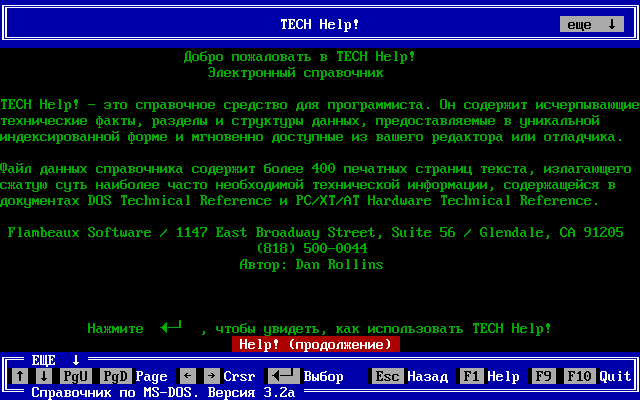 TECH Help!
еще ↓
Добро пожаловать в TECH Help!
Электронный справочник
TECH Help! – это справочное средство для программиста. Он содержит исчерпывающие
технические факты, разделы и структуры данных, предоставляемые в уникальной
индексированной форме и мгновенно доступные из вашего редактора или отладчика.
Файл данных справочника содержит более 400 печатных страниц текста, излагающего
сжатую суть наиболее часто необходимой технической информации, содержащейся в
документах DOS Technical Reference и PC/XT/AT Hardware Technical Reference.
Flambeaux Software / 1147 East Broadway Street, Suite 56 / Glendale, CA 91205
(818) 500-0044
Автор: Dan Rollins
Нажмите ◄─┘ , чтобы увидеть, как использовать TECH Help!
Help! (продолжение)
ЕЩЕ ↓
↑ ↓ PgU PgD Page ← → Crsr ◄─┘ Выбор Esc Назад F1 Help F9 F10 Quit
Справочник по MS-DOS. Версия 3.2a